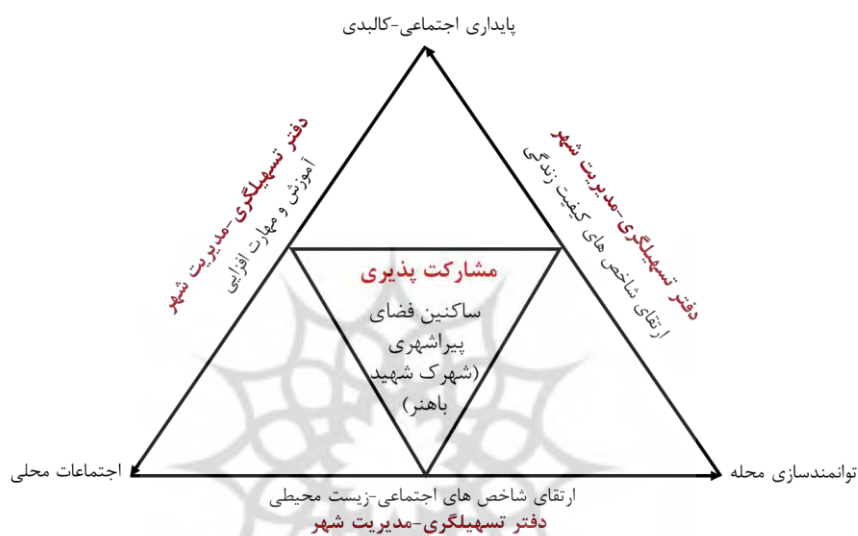 پایداری اجتماعی-کالبدی
دفتر تسهیلگری-مدیریت شهر
ارتقای شاخص های کیفیت زندگی
دفتر تسهیلگری-مدیریت شهر
آموزش و مهارت افزایی
مشارکت پذیری
ساکنین فضای
پیراشهری
(شهرک شهید
باهنر)
توانمندسازی محله
اجتماعات محلی
ارتقای شاخص های اجتماعی-زیست محیطی
دفتر تسهیلگری-مدیریت شهر